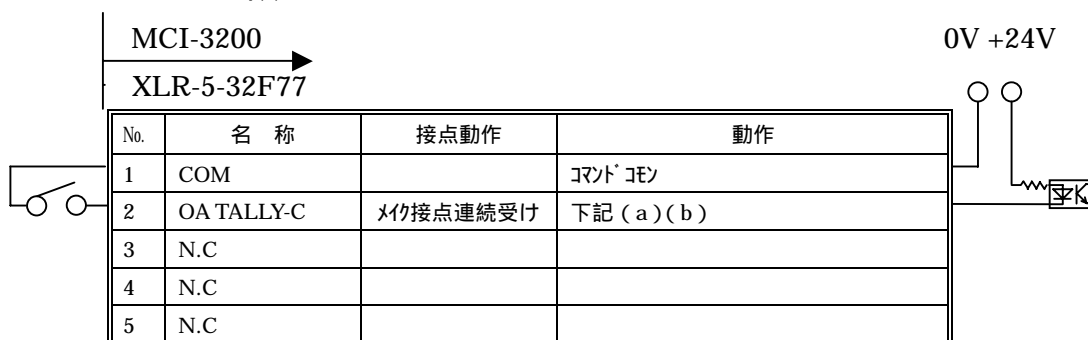 MCI-3200
0V +24V
XLR-5-32F77
№. 名 称 接点動作 動作
1 COM ｺﾏﾝﾄﾞｺﾓﾝ
2 OA TALLY-C ﾒｲｸ接点連続受け 下記(a)(b)
3 N.C
4 N.C
5 N.C